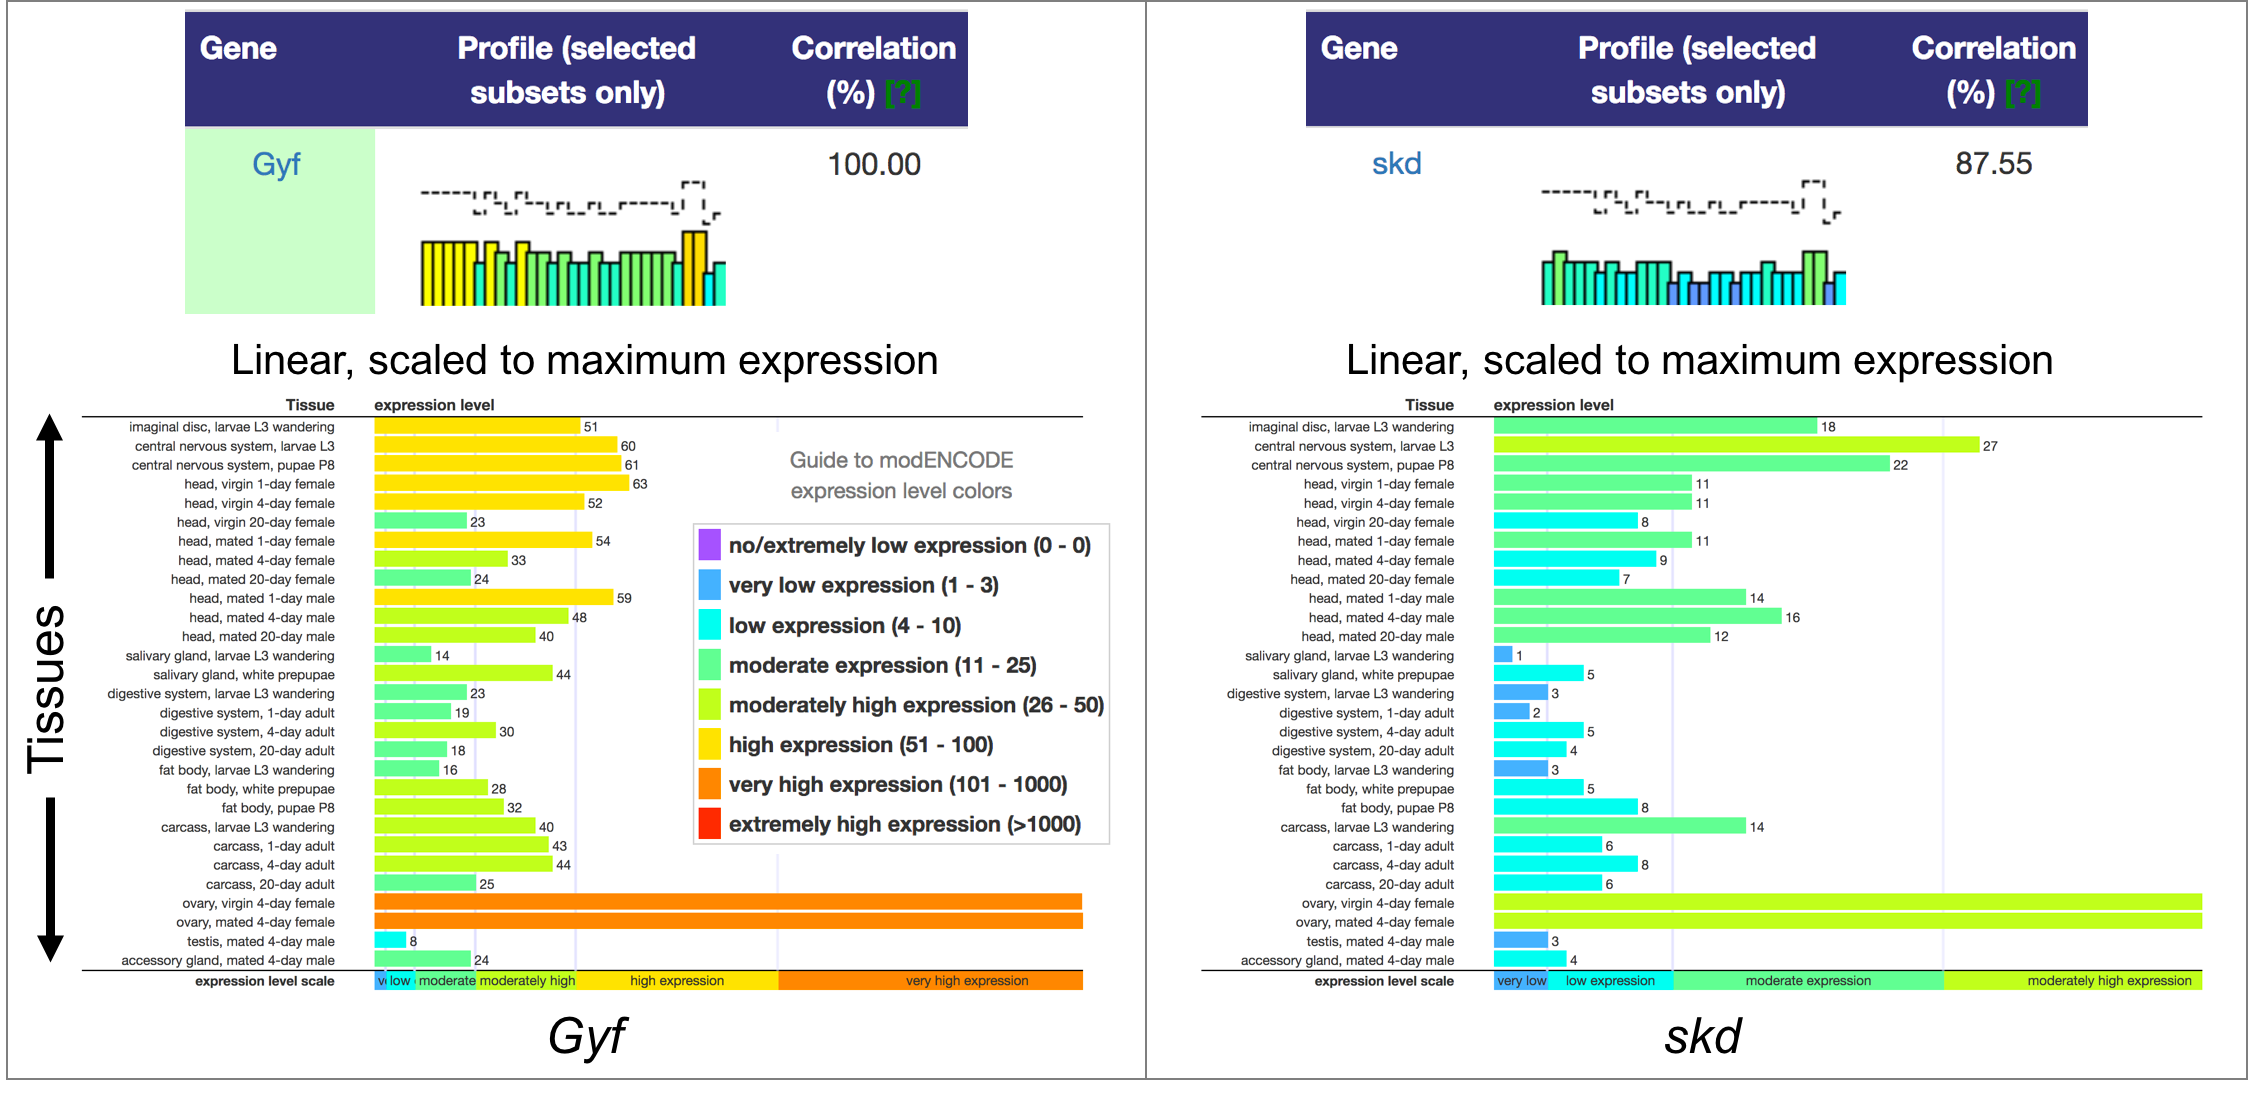 Gene Profile (selected subsets only) Correlation (%) [?]
Gyf 100.00
Linear, scaled to maximum expression
Tissues
Tissue expression level
imaginal disc, larvae L3 wandering 51
central nervous system, larvae L3 60
central nervous system, pupae P8 61
head, virgin 1-day female 63
head, virgin 4-day female 52
head, virgin 20-day female 23
head, mated 1-day female 54
head, mated 4-day female 33
head, mated 20-day female 24
head, mated 1-day male 59
head, mated 4-day male 48
head, mated 20-day male 40
salivary gland, larvae L3 wandering 14
salivary gland, white prepupae 44
digestive system, larvae L3 wandering 23
digestive system, 1-day adult 19
digestive system, 4-day adult 30
digestive system, 20-day adult 18
fat body, larvae L3 wandering 16
fat body, white prepupae 28
fat body, pupae P8 32
carcass, larvae L3 wandering 40
carcass, 1-day adult 43
carcass, 4-day adult 44
carcass, 20-day adult 25
ovary, virgin 4-day female
ovary, mated 4-day female
testis, mated 4-day male 8
accessory gland, mated 4-day male 24
expression level scale v low moderate moderately high high expression very high expression
Guide to modENCODE
expression level colors
no/extremely low expression (0 - 0)
very low expression (1 - 3)
low expression (4 - 10)
moderate expression (11 - 25)
moderately high expression (26 - 50)
high expression (51 - 100)
very high expression (101 - 1000)
extremely high expression (>1000)
Gyf
Gene Profile (selected subsets only) Correlation (%) [?]
skd 87.55
Linear, scaled to maximum expression
Tissue expression level
imaginal disc, larvae L3 wandering 18
central nervous system, larvae L3 27
central nervous system, pupae P8 22
head, virgin 1-day female 11
head, virgin 4-day female 11
head, virgin 20-day female 8
head, mated 1-day female 11
head, mated 4-day female 9
head, mated 20-day female 7
head, mated 1-day male 14
head, mated 4-day male 16
head, mated 20-day male 12
salivary gland, larvae L3 wandering 1
salivary gland, white prepupae 5
digestive system, larvae L3 wandering 3
digestive system, 1-day adult 2
digestive system, 4-day adult 5
digestive system, 20-day adult 4
fat body, larvae L3 wandering 3
fat body, white prepupae 5
fat body, pupae P8 8
carcass, larvae L3 wandering 14
carcass, 1-day adult 6
carcass, 4-day adult 8
carcass, 20-day adult 6
ovary, virgin 4-day female
ovary, mated 4-day female
testis, mated 4-day male 3
accessory gland, mated 4-day male 4
expression level scale very low low expression moderate expression moderately high expression
skd